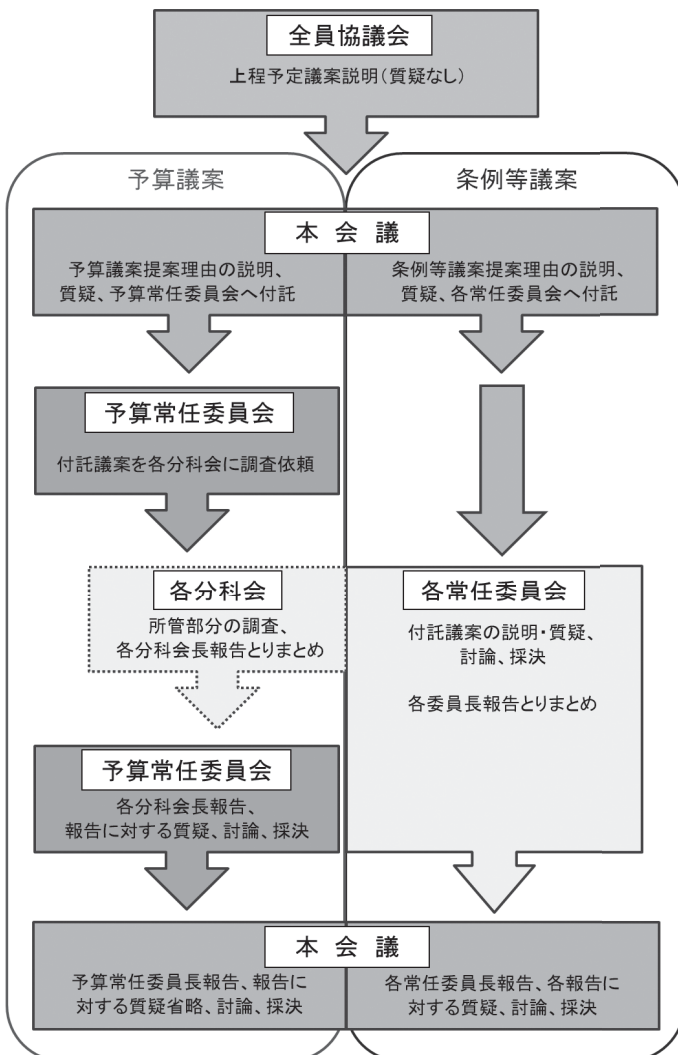 全員協議会
上程予定議案説明(質疑なし)
予算議案
条例等議案
本会議
予算議案提案理由の説明、
質疑、予算常任委員会へ付託
条例等議案提案理由の説明、
質疑、各常任委員会へ付託
予算常任委員会
付託議案を各分科会に調査依頼
各分科会
所管部分の調査、
各分科会長報告とりまとめ
各常任委員会
付託議案の説明・質疑、
討論、採決
各委員長報告とりまとめ
予算常任委員会
各分科会長報告、
報告に対する質疑、討論、採決
本会議
予算常任委員長報告、報告に
対する質疑省略、討論、採決
各常任委員長報告、各報告に
対する質疑、討論、採決